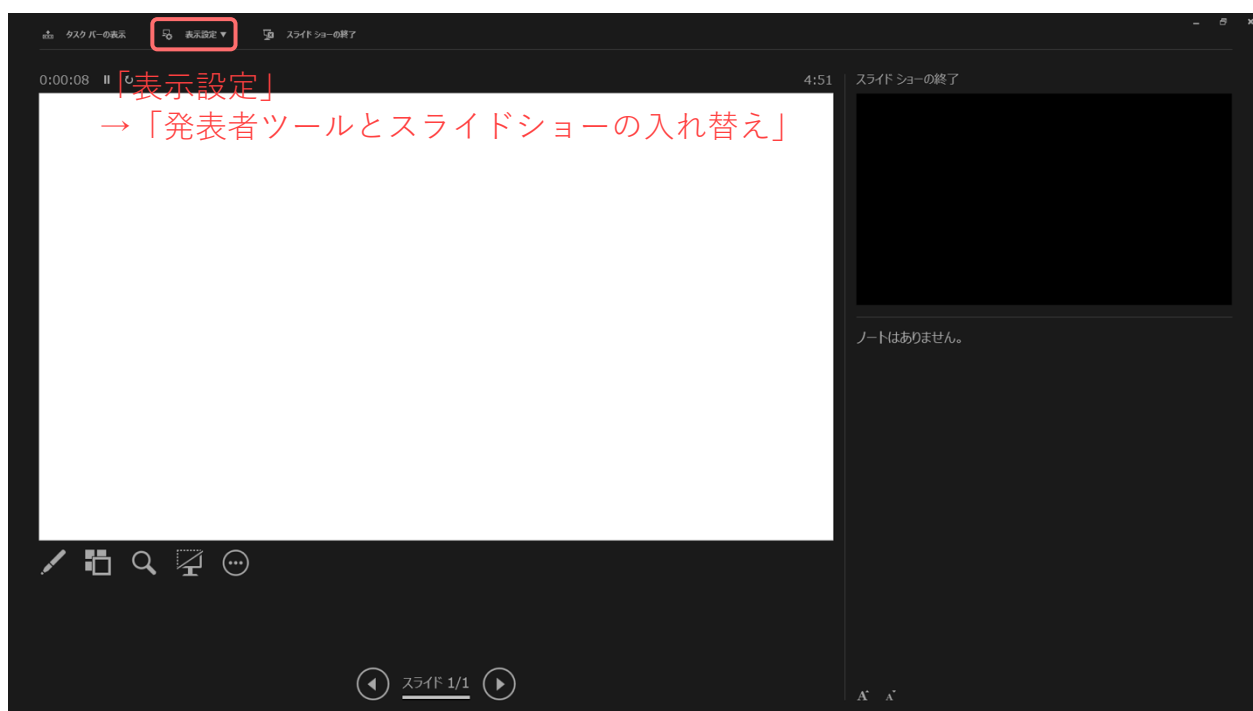 タスク バーの表示 表示設定 ▼ スライド ショーの終了
0:00:08 4:51 スライド ショーの終了
「表示設定」
→「発表者ツールとスライドショーの入れ替え」
ノートはありません。
スライド 1/1
A A